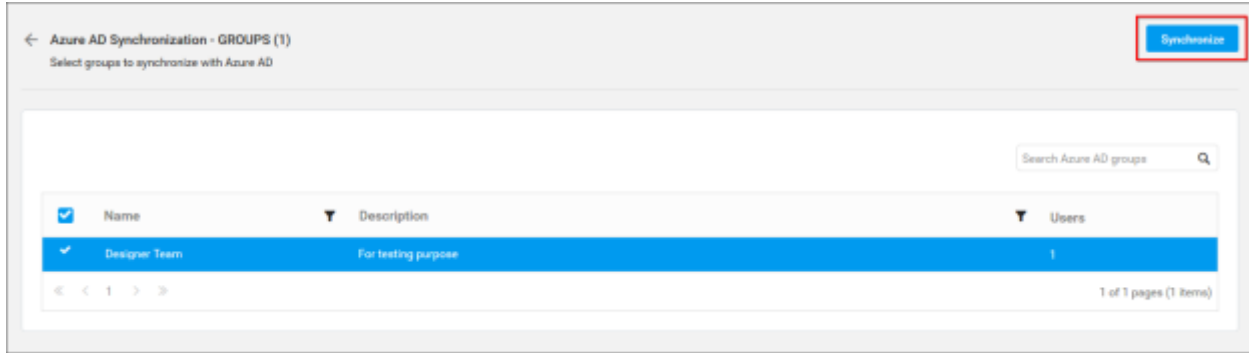 Azure AD Synchronization - GROUPS (1)
Synchronize
Select groups to synchronize with Azure AD
Search Azure AD groups
Name Description Users
Designer Team For testing purpose 1
1 1 of 1 pages (1 items)